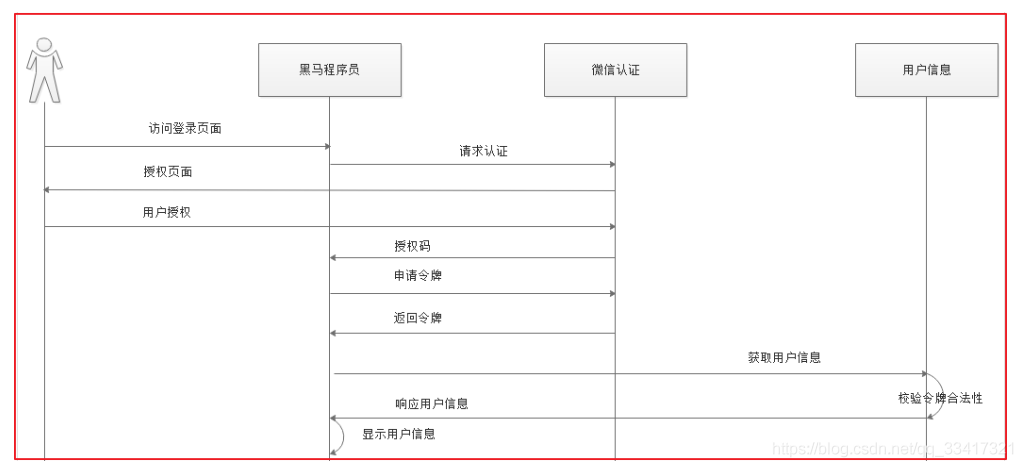 黑马程序员
微信认证
用户信息
访问登录页面
请求认证
授权页面
用户授权
授权码
申请令牌
返回令牌
获取用户信息
校验令牌合法性
响应用户信息
显示用户信息
https://blog.csdn.net/qq_33417321